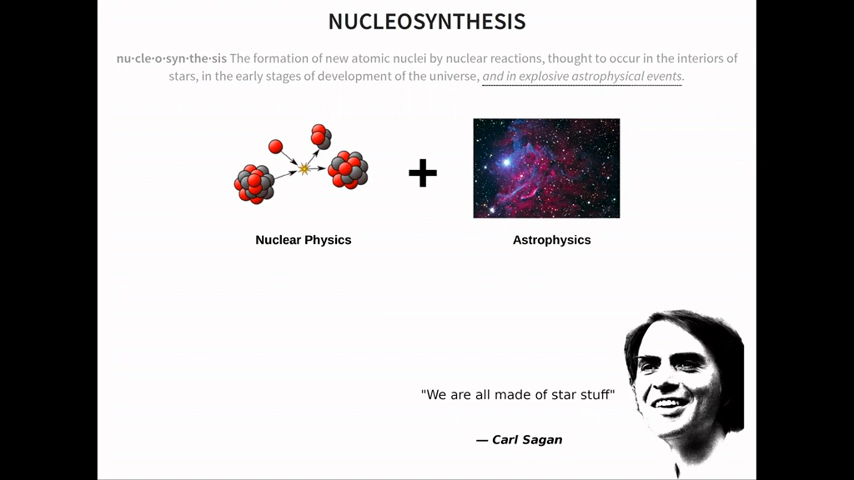 NUCLEOSYNTHESIS
nu·cle·o·syn·the·sis The formation of new atomic nuclei by nuclear reactions, thought to occur in the interiors of
stars, in the early stages of development of the universe, and in explosive astrophysical events.
+
Nuclear Physics
Astrophysics
"We are all made of star stuff"
— Carl Sagan